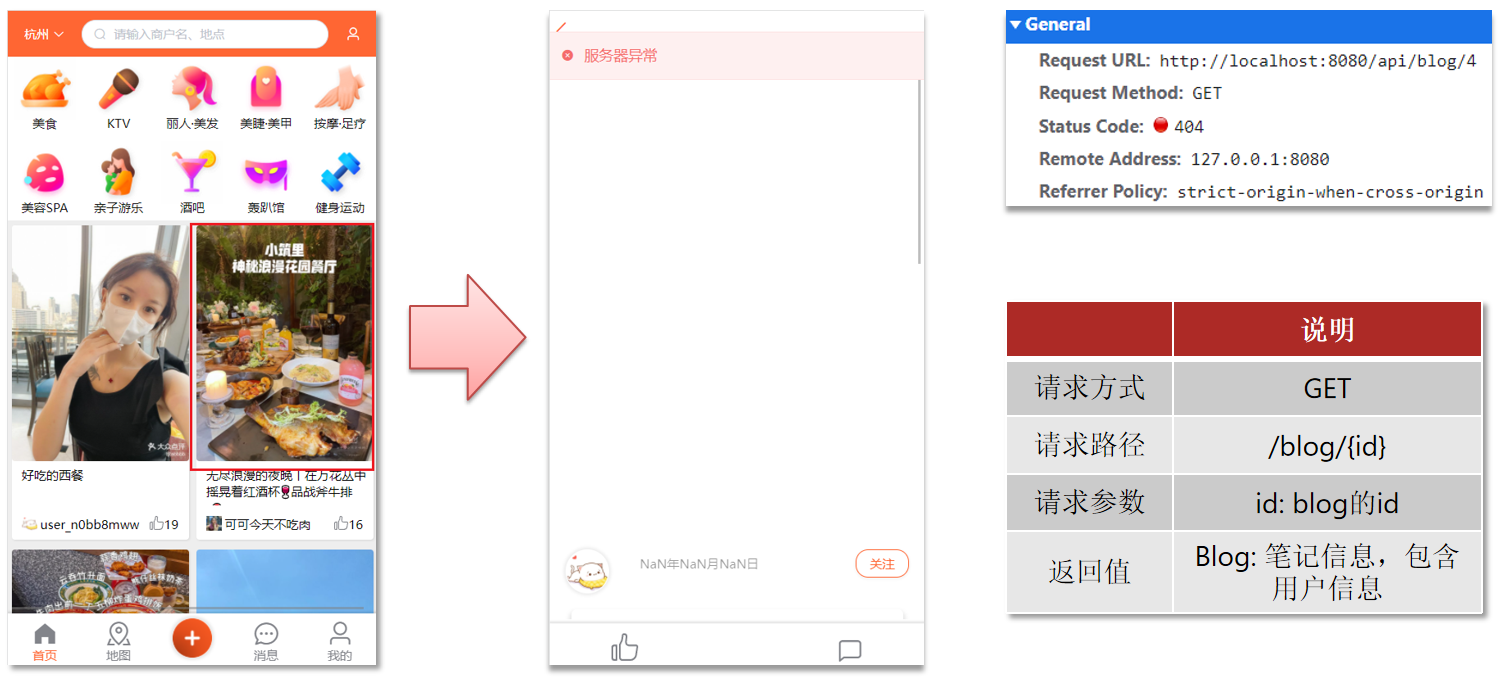 杭州
请输入商户名、地点
美食
KTV
丽人·美发
美睫·美甲
按摩·足疗
美容SPA
亲子游乐
酒吧
轰趴馆
健身运动
小筑里
神秘浪漫花园餐厅
大众点评
好吃的西餐
user_n0bb8mww
19
无尽浪漫的夜晚丨在万花丛中
摇晃着红酒杯🍷品战斧牛排
可可今天不吃肉
16
首页
地图
消息
我的
服务器异常
NaN年NaN月NaN日
关注
General
Request URL: http://localhost:8080/api/blog/4
Request Method: GET
Status Code: 404
Remote Address: 127.0.0.1:8080
Referrer Policy: strict-origin-when-cross-origin
说明
请求方式
GET
请求路径
/blog/{id}
请求参数
id: blog的id
返回值
Blog: 笔记信息，包含
用户信息